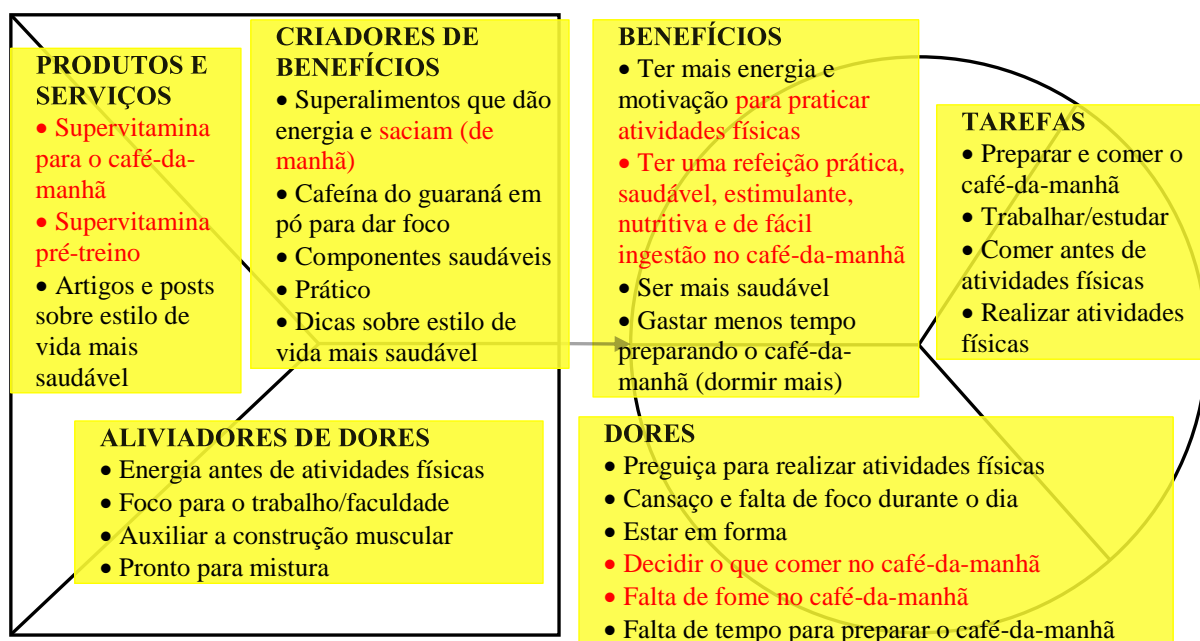 PRODUTOS E
SERVIÇOS
• Supervitamina
para o café-da-
manhã
• Supervitamina
pré-treino
• Artigos e posts
sobre estilo de
vida mais
saudável
CRIADORES DE
BENEFÍCIOS
• Superalimentos que dão
energia e saciam (de
manhã)
• Cafeína do guaraná em
pó para dar foco
• Componentes saudáveis
• Prático
• Dicas sobre estilo de
vida mais saudável
ALIVIADORES DE DORES
• Energia antes de atividades físicas
• Foco para o trabalho/faculdade
• Auxiliar a construção muscular
• Pronto para mistura
BENEFÍCIOS
• Ter mais energia e
motivação para praticar
atividades físicas
• Ter uma refeição prática,
saudável, estimulante,
nutritiva e de fácil
ingestão no café-da-manhã
• Ser mais saudável
• Gastar menos tempo
preparando o café-da-
manhã (dormir mais)
TAREFAS
• Preparar e comer o
café-da-manhã
• Trabalhar/estudar
• Comer antes de
atividades físicas
• Realizar atividades
físicas
DORES
• Preguiça para realizar atividades físicas
• Cansaço e falta de foco durante o dia
• Estar em forma
• Decidir o que comer no café-da-manhã
• Falta de fome no café-da-manhã
• Falta de tempo para preparar o café-da-manhã